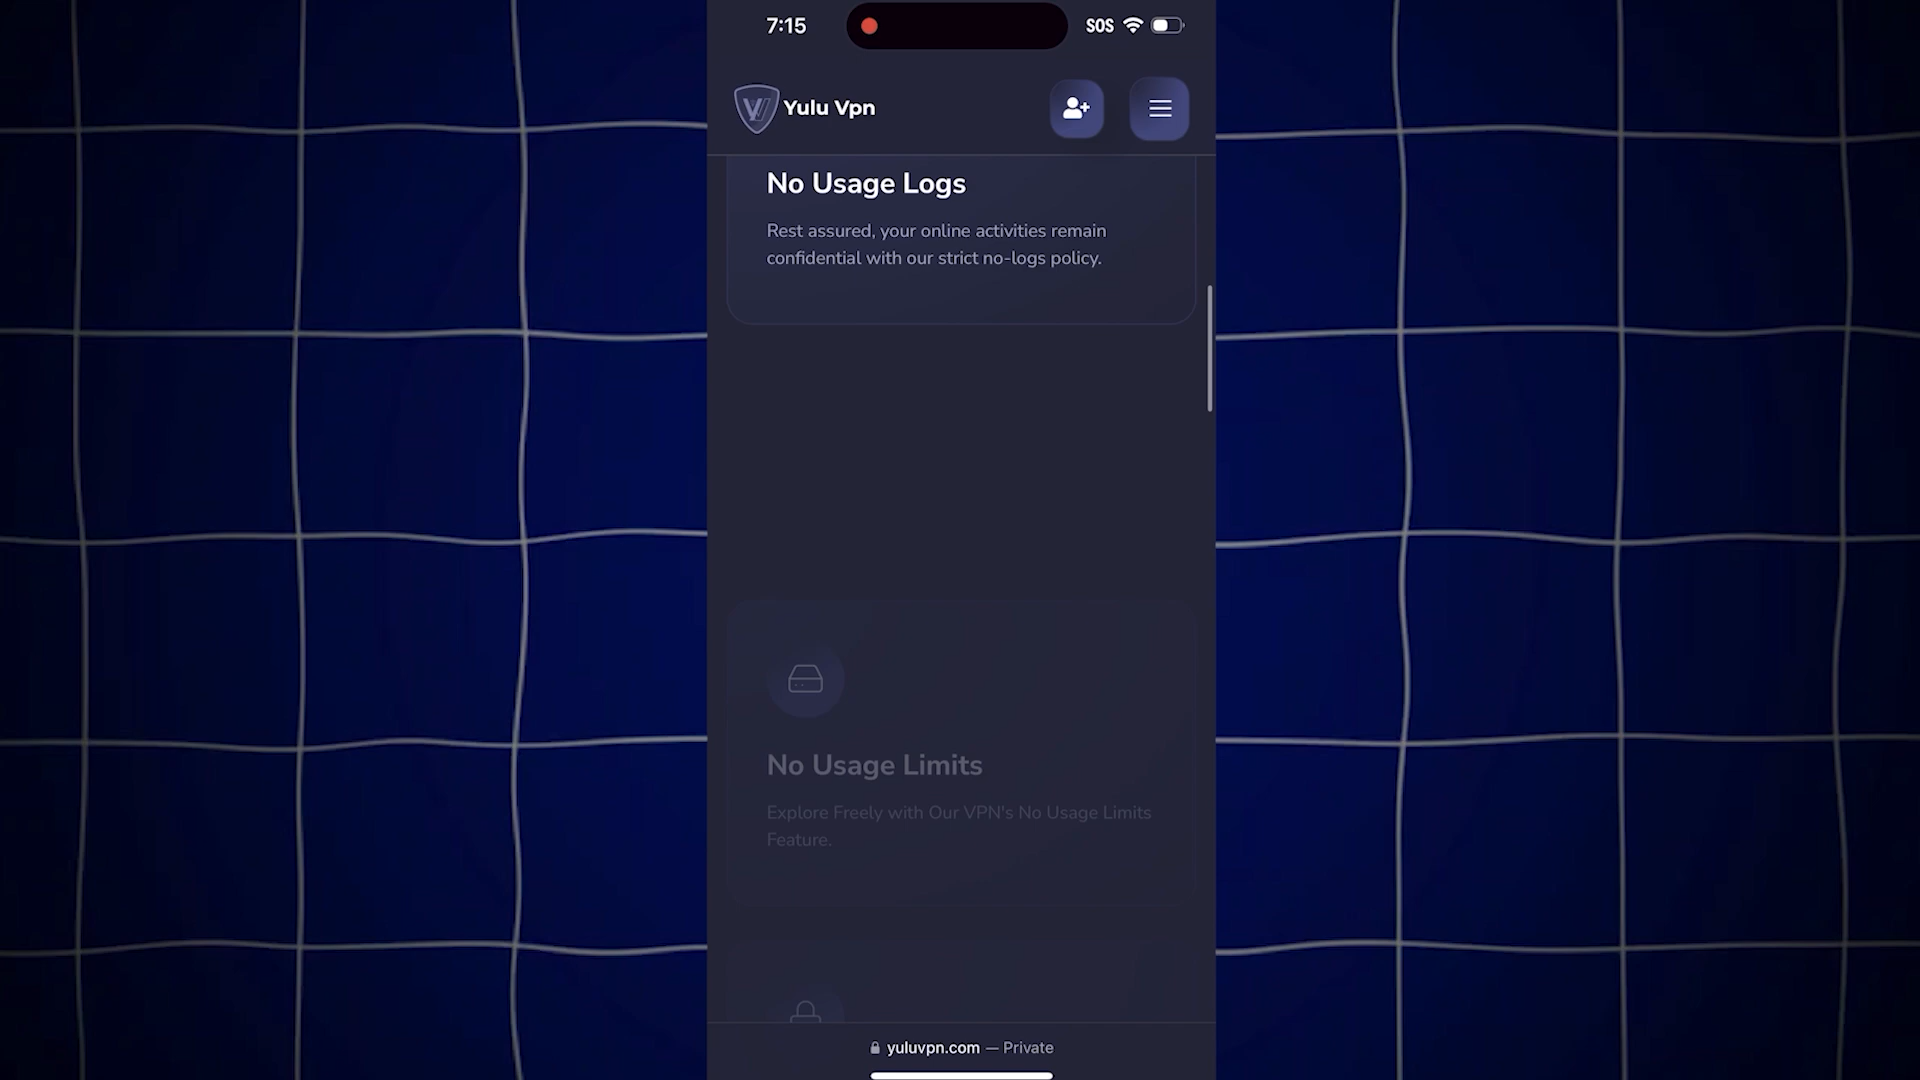 7:15
SOS
Yulu Vpn
No Usage Logs
Rest assured, your online activities remain
confidential with our strict no-logs policy.
No Usage Limits
Explore Freely with Our VPN's No Usage Limits
Feature.
yuluvpn.com — Private